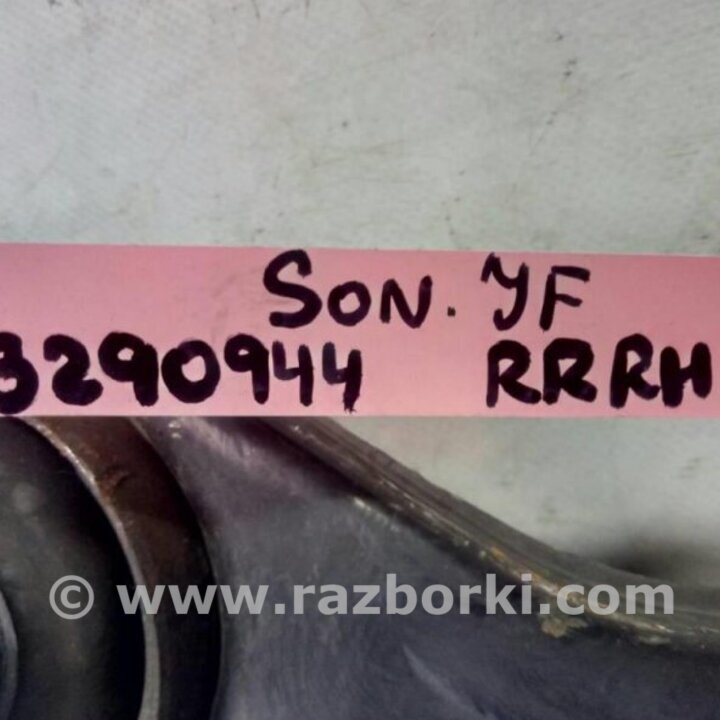 SON. YF
3290944 RRRH
© www.razborki.com